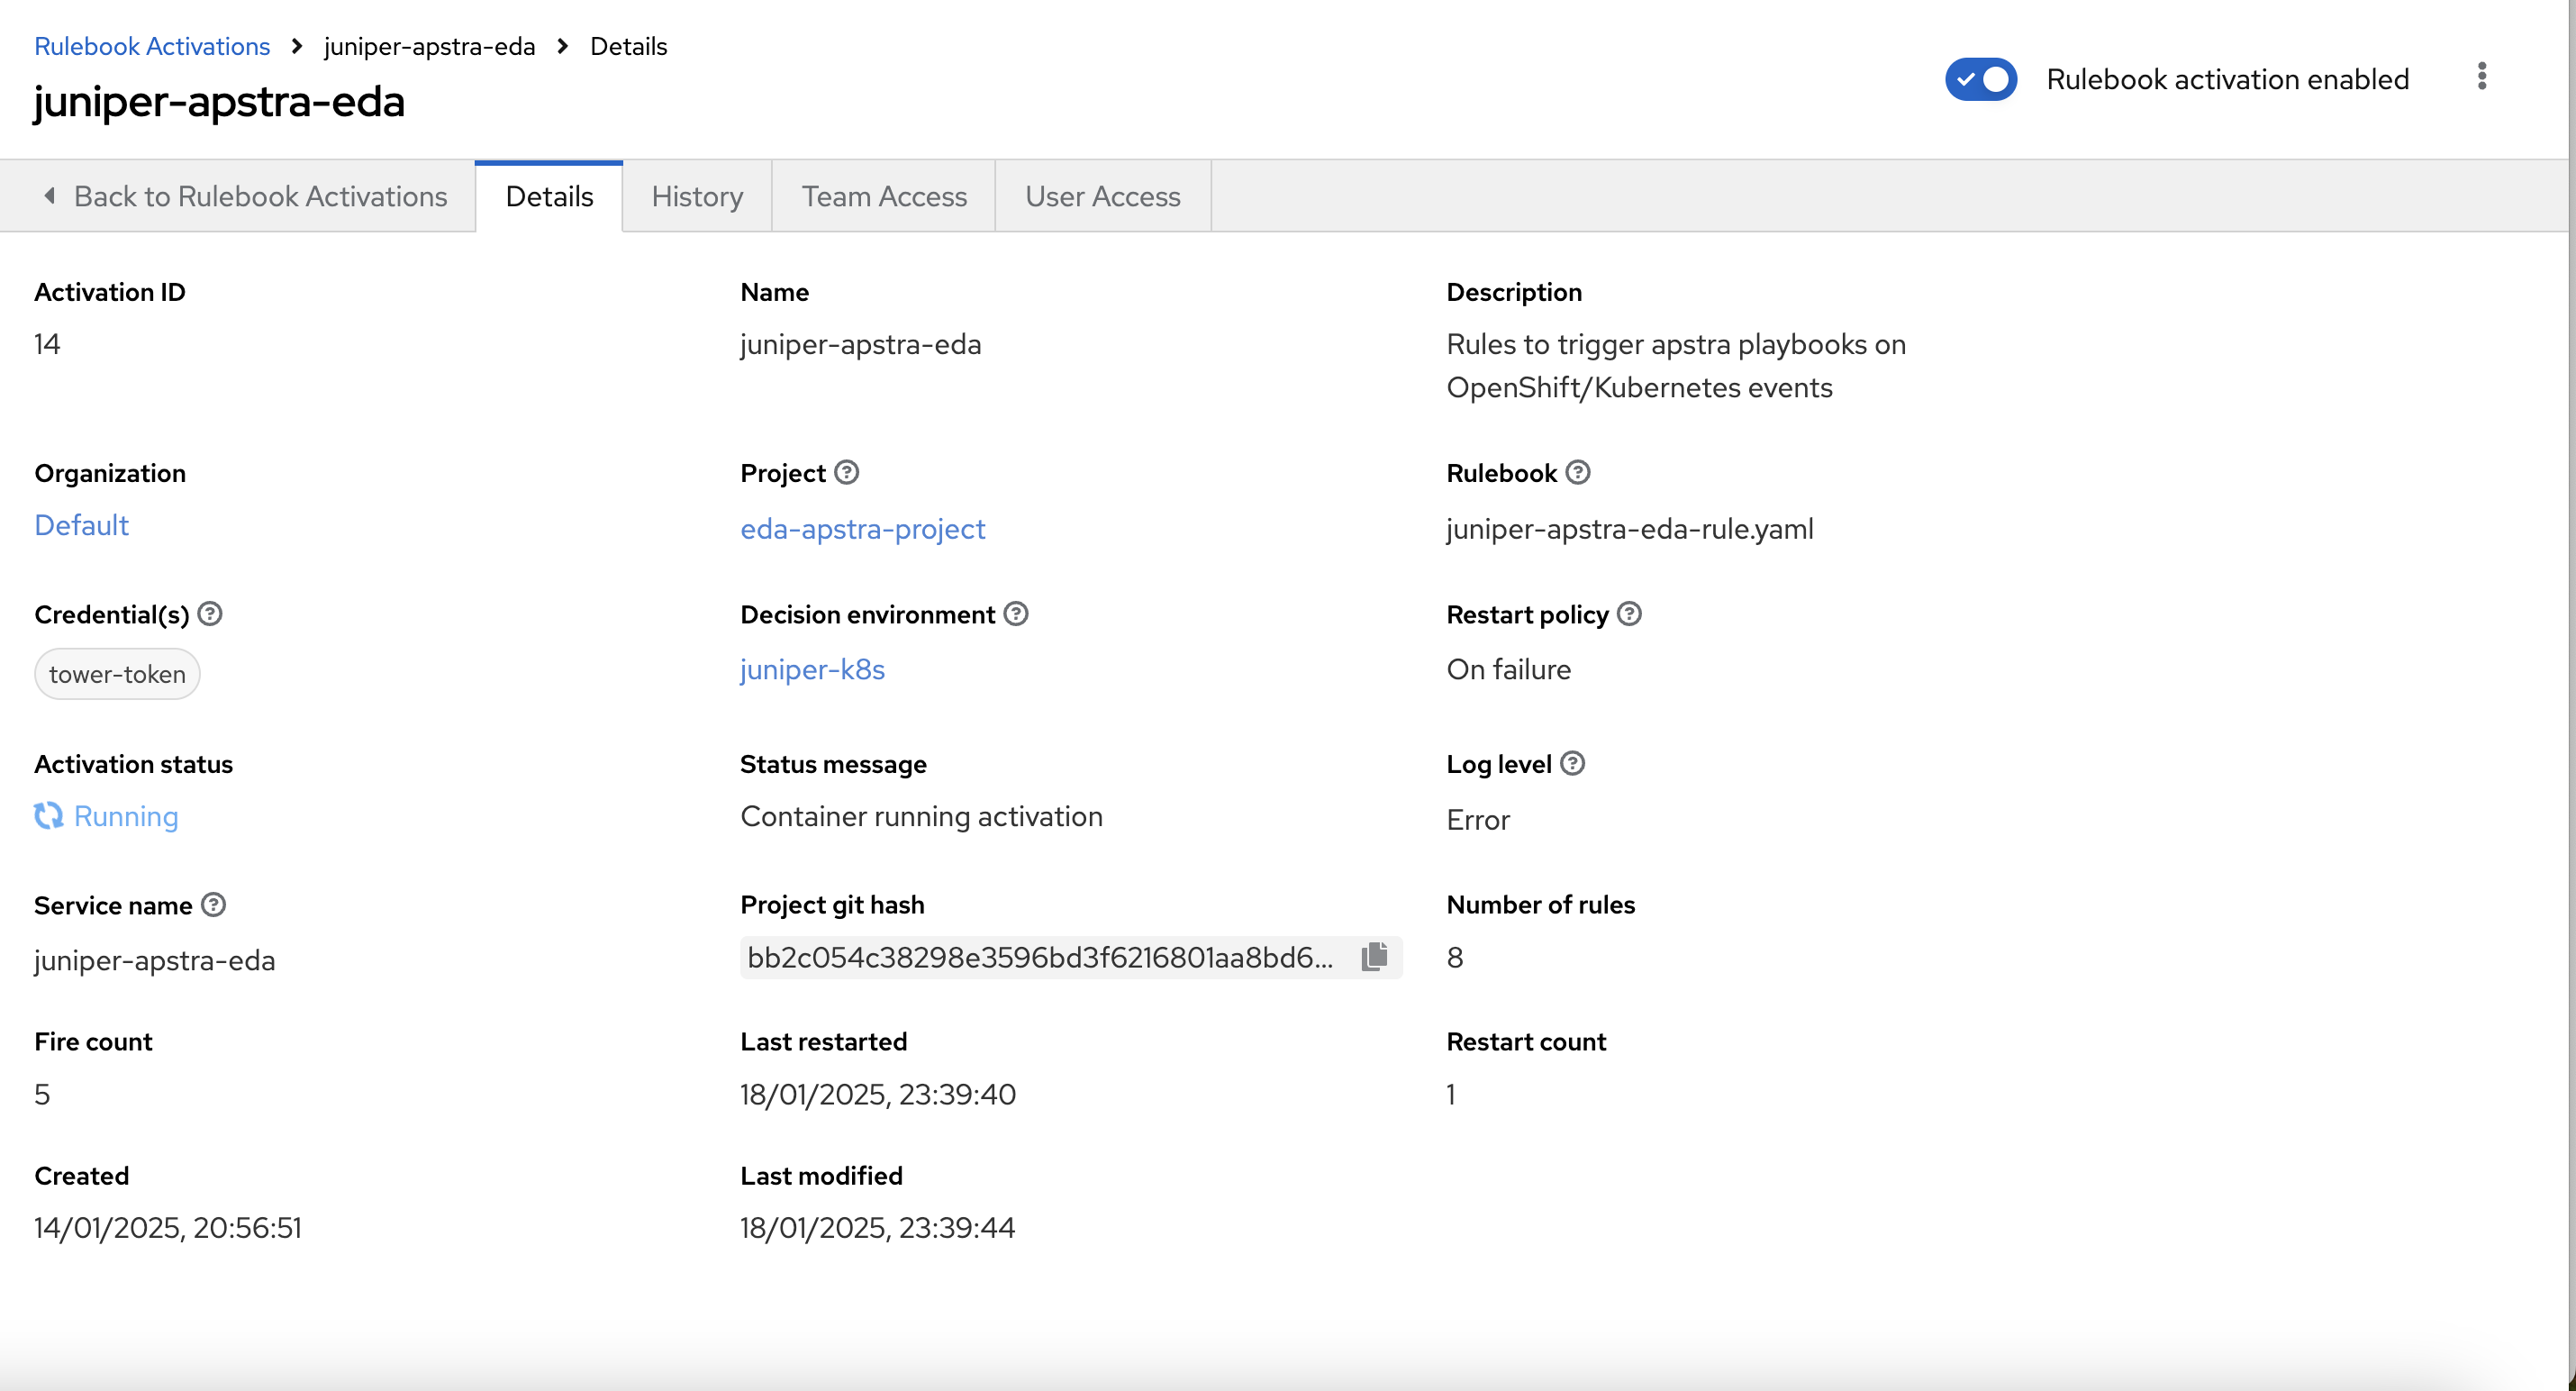 Rulebook Activations > juniper-apstra-eda > Details
juniper-apstra-eda
Rulebook activation enabled
Back to Rulebook Activations
Details
History
Team Access
User Access
Activation ID
14
Name
juniper-apstra-eda
Description
Rules to trigger apstra playbooks on
OpenShift/Kubernetes events
Organization
Default
Project
eda-apstra-project
Rulebook
juniper-apstra-eda-rule.yaml
Credential(s)
tower-token
Decision environment
juniper-k8s
Restart policy
On failure
Activation status
Running
Status message
Container running activation
Log level
Error
Service name
juniper-apstra-eda
Project git hash
bb2c054c38298e3596bd3f6216801aa8bd6...
Number of rules
8
Fire count
5
Last restarted
18/01/2025, 23:39:40
Restart count
1
Created
14/01/2025, 20:56:51
Last modified
18/01/2025, 23:39:44